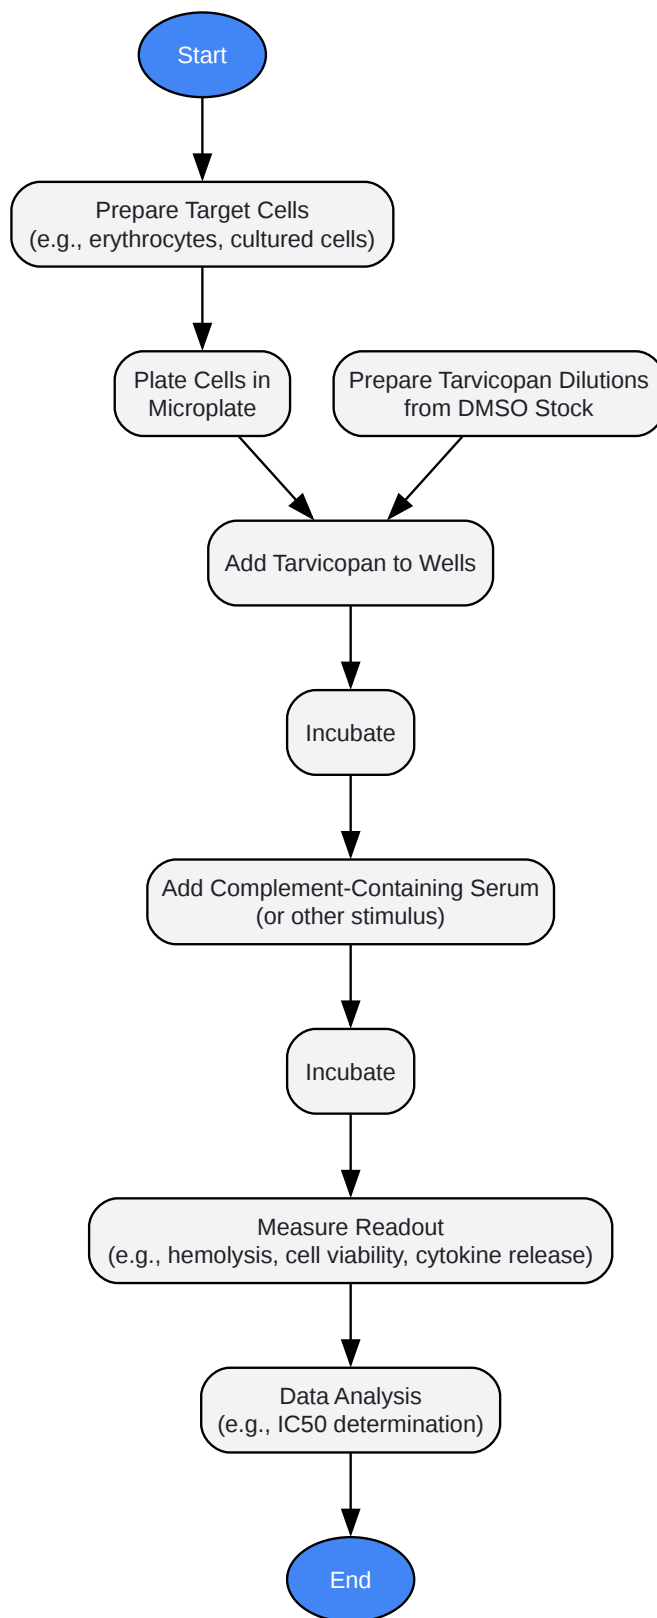 Start
Prepare Target Cells
(e.g., erythrocytes, cultured cells)
Plate Cells in
Microplate
Prepare Tarvicopan Dilutions
from DMSO Stock
Add Tarvicopan to Wells
Incubate
Add Complement-Containing Serum
(or other stimulus)
Incubate
Measure Readout
(e.g., hemolysis, cell viability, cytokine release)
Data Analysis
(e.g., IC50 determination)
End